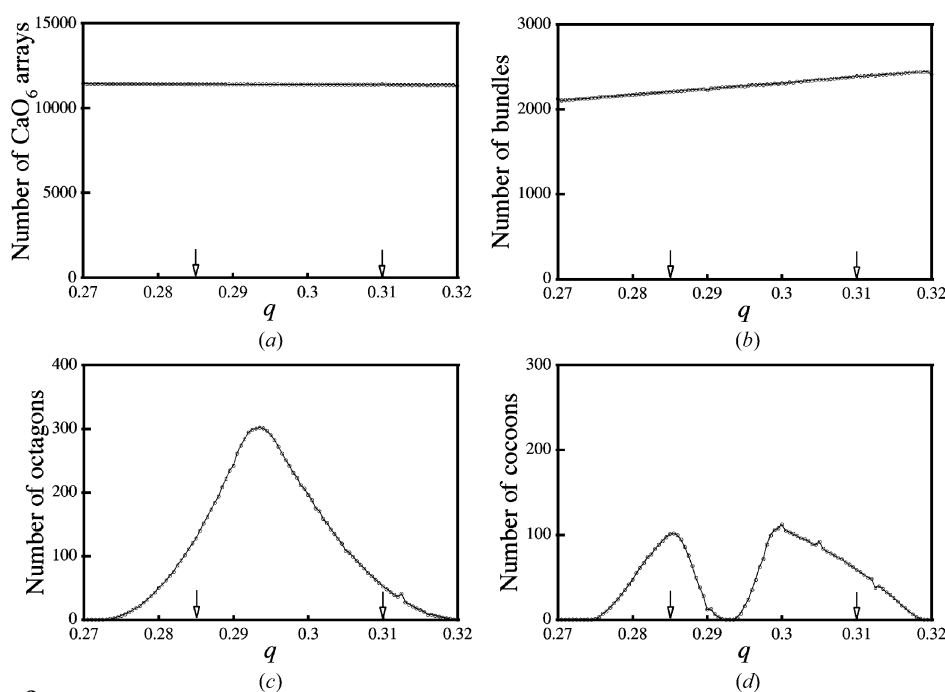 15000
10000
5000
0
Number of CaO6 arrays
0.27 0.28 0.29 0.3 0.31 0.32
q
(a)
3000
2000
1000
0
Number of bundles
0.27 0.28 0.29 0.3 0.31 0.32
q
(b)
400
300
200
100
0
Number of octagons
0.27 0.28 0.29 0.3 0.31 0.32
q
(c)
300
200
100
0
Number of cocoons
0.27 0.28 0.29 0.3 0.31 0.32
q
(d)